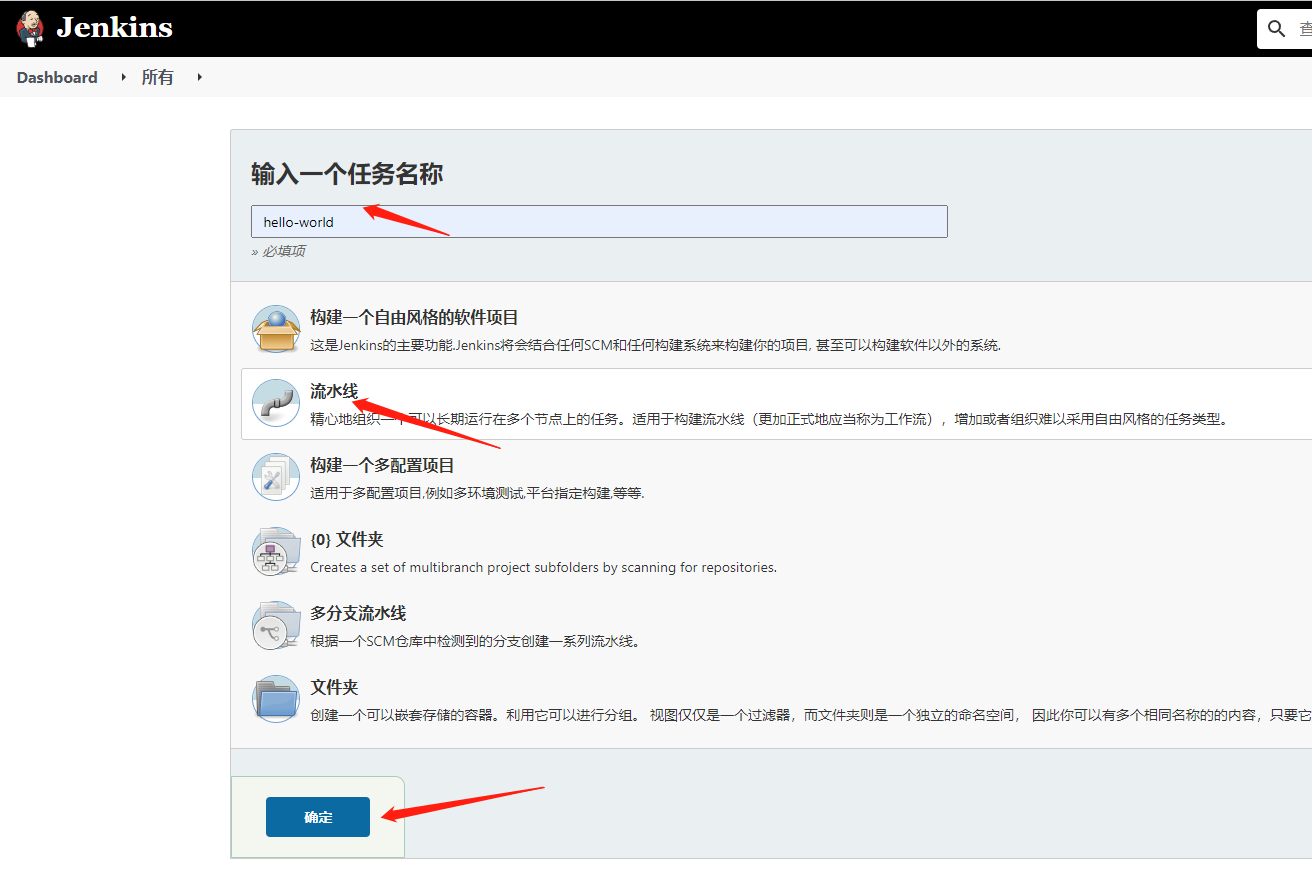 Jenkins
查
Dashboard 所有
输入一个任务名称
hello-world
» 必填项
构建一个自由风格的软件项目
这是Jenkins的主要功能.Jenkins将会结合任何SCM和任何构建系统来构建你的项目, 甚至可以构建软件以外的系统.
流水线
精心地组织一个可以长期运行在多个节点上的任务。适用于构建流水线（更加正式地应当称为工作流），增加或者组织难以采用自由风格的任务类型。
构建一个多配置项目
适用于多配置项目,例如多环境测试,平台指定构建,等等.
{0} 文件夹
Creates a set of multibranch project subfolders by scanning for repositories.
多分支流水线
根据一个SCM仓库中检测到的分支创建一系列流水线。
文件夹
创建一个可以嵌套存储的容器。利用它可以进行分组。 视图仅仅是一个过滤器，而文件夹则是一个独立的命名空间， 因此你可以有多个相同名称的的内容，只要它
确定